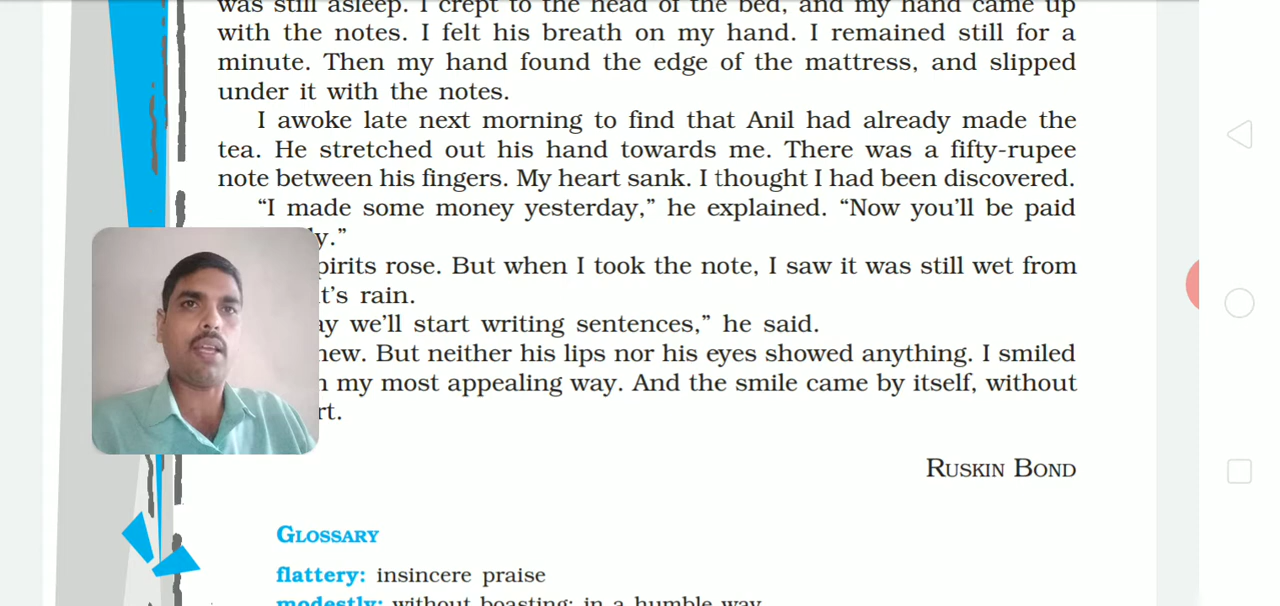 was still asleep. I crept to the head of the bed, and my hand came up
with the notes. I felt his breath on my hand. I remained still for a
minute. Then my hand found the edge of the mattress, and slipped
under it with the notes.
I awoke late next morning to find that Anil had already made the
tea. He stretched out his hand towards me. There was a fifty-rupee
note between his fingers. My heart sank. I thought I had been discovered.
“I made some money yesterday,” he explained. “Now you’ll be paid
y.”
pirits rose. But when I took the note, I saw it was still wet from
t’s rain.
ay we’ll start writing sentences,” he said.
new. But neither his lips nor his eyes showed anything. I smiled
my most appealing way. And the smile came by itself, without
rt.
RUSKIN BOND
GLOSSARY
flattery: insincere praise
modestly: without boasting; in a humble way